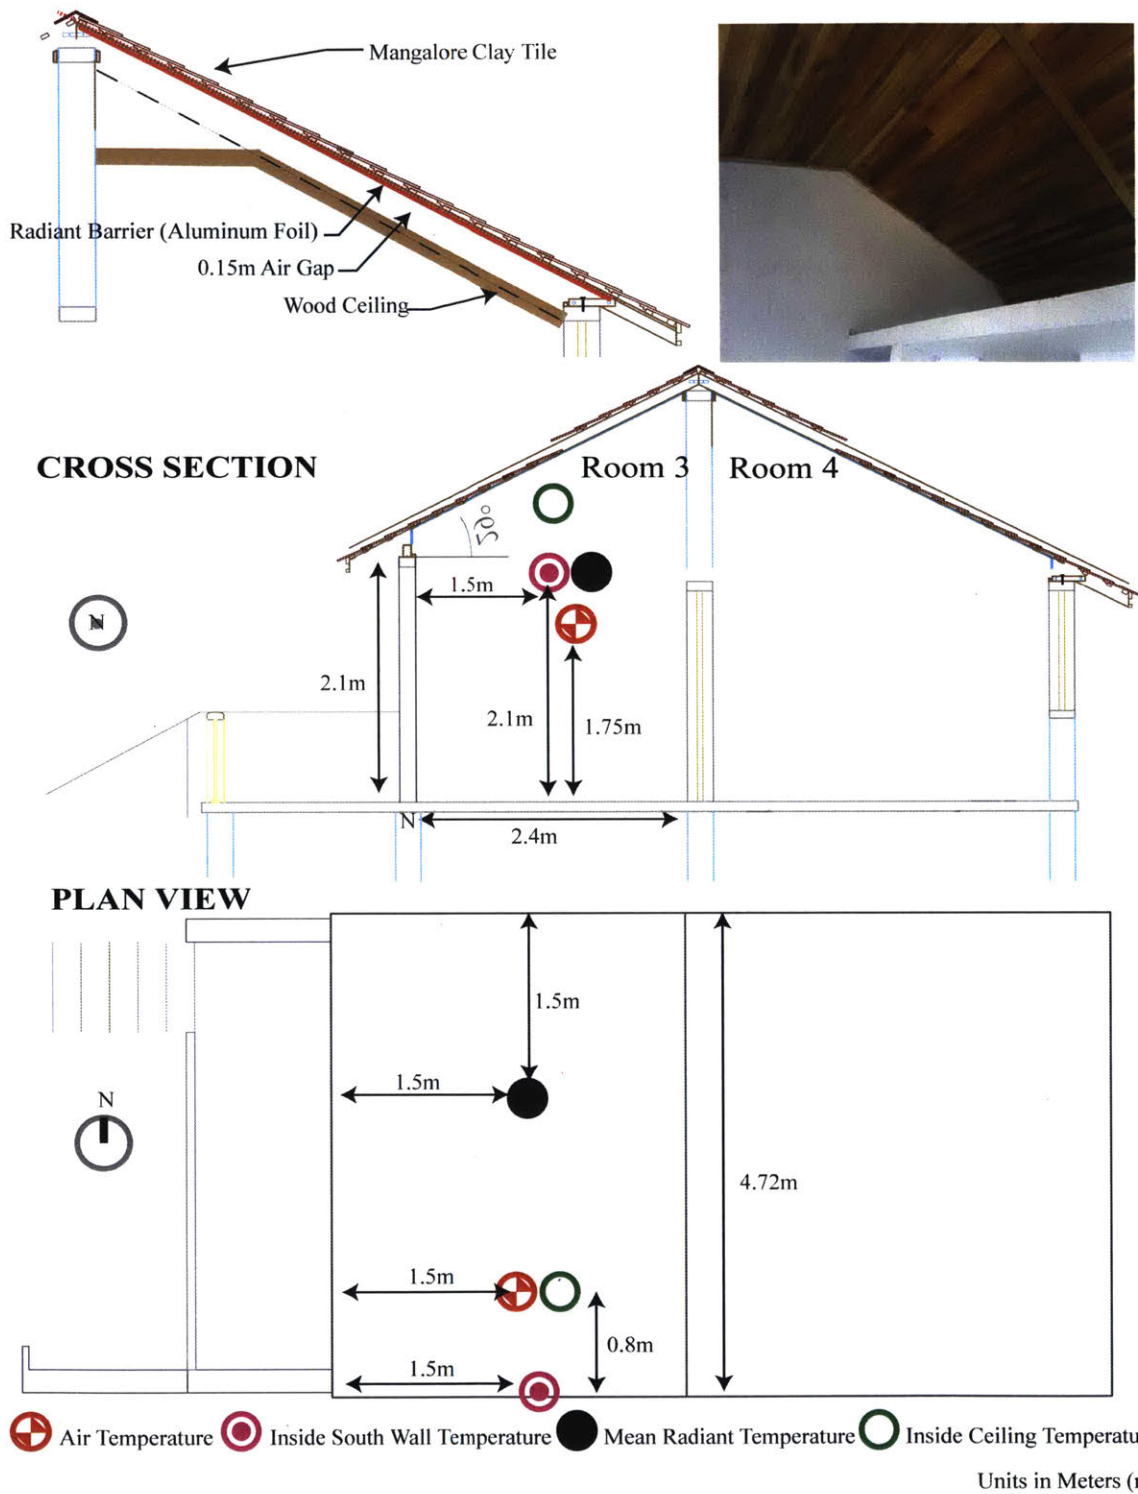 Mangalore Clay Tile
Radiant Barrier (Aluminum Foil)
0.15m Air Gap
Wood Ceiling
CROSS SECTION
Room 3
Room 4
1.5m
N
2.1m
2.1m
1.75m
N
2.4m
PLAN VIEW
1.5m
1.5m
N
4.72m
1.5m
0.8m
1.5m
Air Temperature
Inside South Wall Temperature
Mean Radiant Temperature
Inside Ceiling Temperatu
Units in Meters (